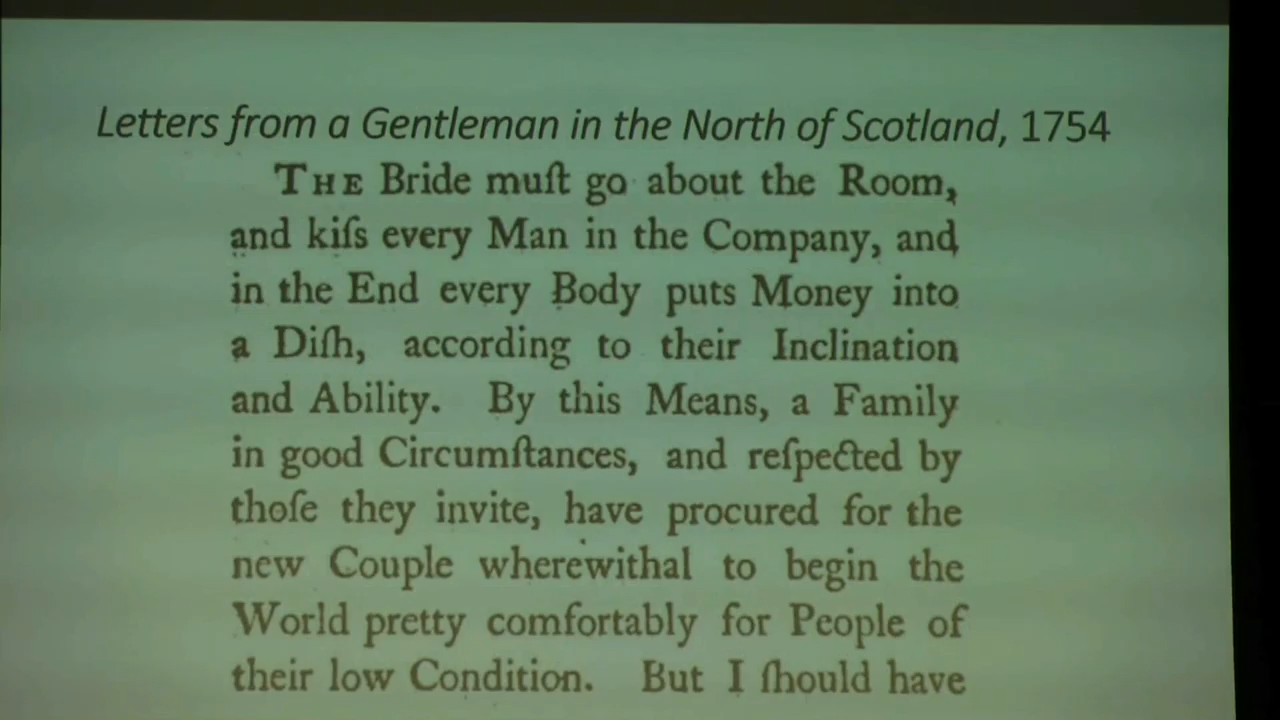 Letters from a Gentleman in the North of Scotland, 1754
THE Bride muſt go about the Room,
and kiſs every Man in the Company, and
in the End every Body puts Money into
a Diſh, according to their Inclination
and Ability. By this Means, a Family
in good Circumſtances, and reſpected by
thoſe they invite, have procured for the
new Couple wherewithal to begin the
World pretty comfortably for People of
their low Condition. But I ſhould have